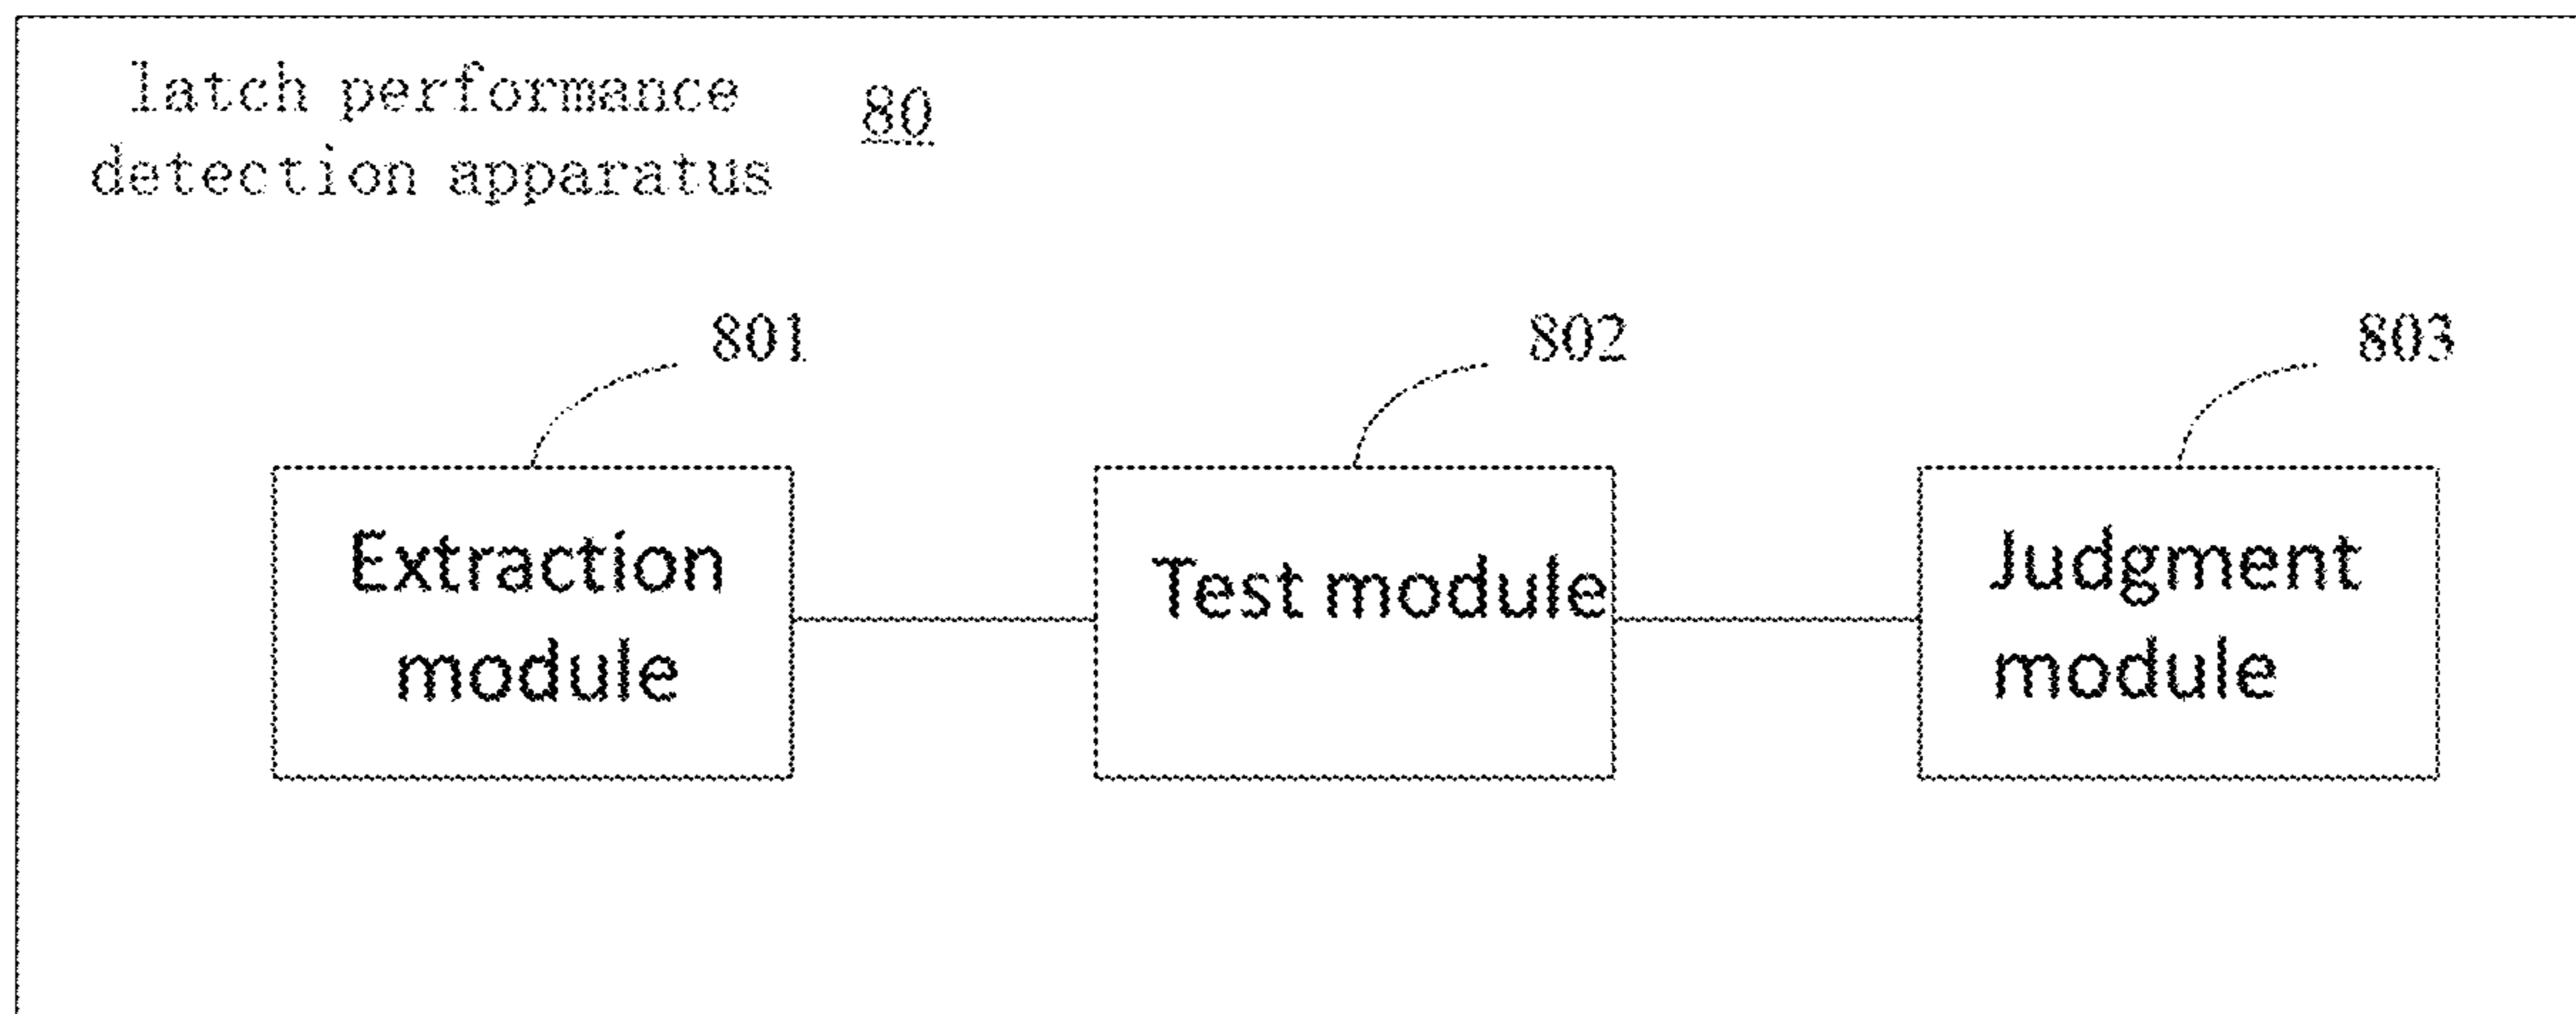 latch performance
detection apparatus
80
801
802
803
Extraction
module
Test module
Judgment
module